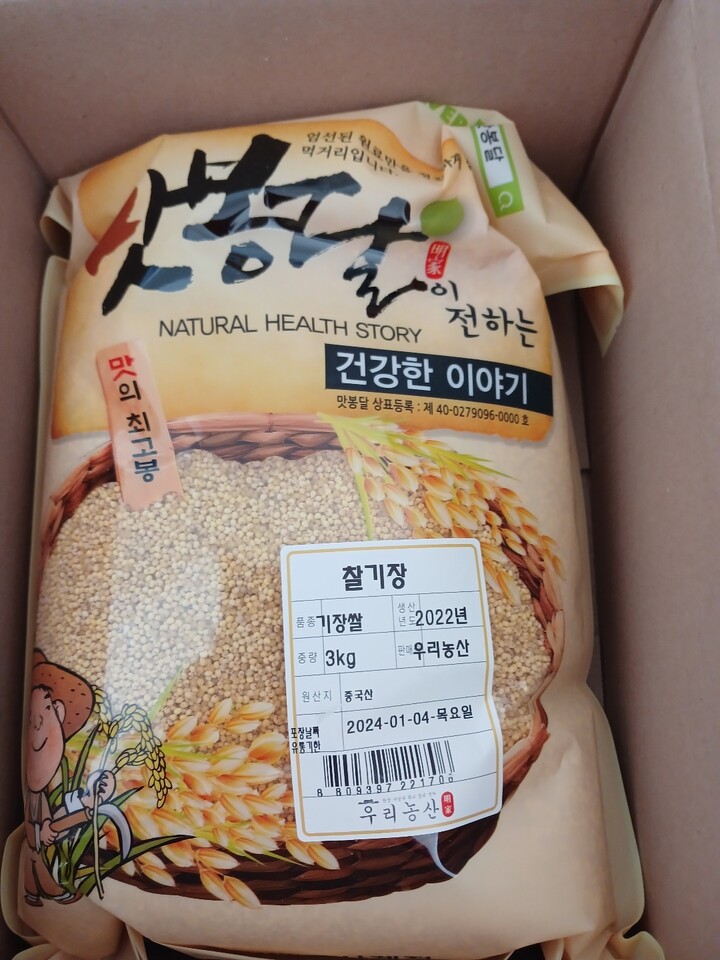 엄선된 원료만을
먹거리입니다.
봉달
맛봉달이 전하는
明家
NATURAL HEALTH STORY
건강한 이야기
맛봉달 상표등록 : 제 40-0279096-0000 호
맛의 최고봉
찰기장
품종 기장쌀 생산년도 2022년
중량 3kg 판매 우리농산
원산지 중국산
포장날짜 2024-01-04-목요일
유통기한
8 809397 221700
우리농산 明家